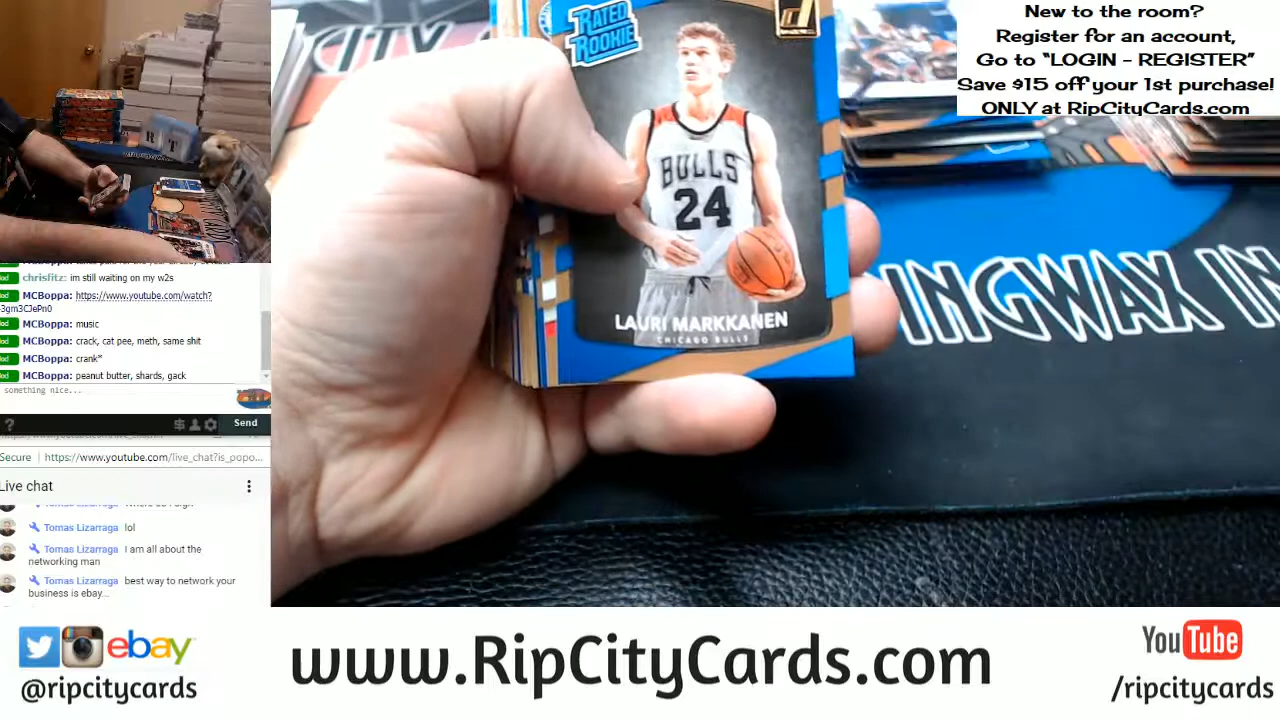 New to the room?
Register for an account,
Go to “LOGIN - REGISTER”
Save $15 off your 1st purchase!
ONLY at RipCityCards.com
CITY
RATED
ROOKIE
BULLS
24
LAURI MARKKANEN
CHICAGO BULLS
INGWAX IN
R T
chrisfitz: im still waiting on my w2s
MCBoppa: https://www.youtube.com/watch?
-3gm3CJePn0
MCBoppa: music
MCBoppa: crack, cat pee, meth, same shit
MCBoppa: crank*
MCBoppa: peanut butter, shards, gack
something nice...
? $ Send
Secure | https://www.youtube.com/live_chat?is_popo...
Live chat
Tomas Lizarraga lol
Tomas Lizarraga I am all about the
networking man
Tomas Lizarraga best way to network your
business is ebay...
ebay
@ripcitycards
www.RipCityCards.com
YouTube
/ripcitycards